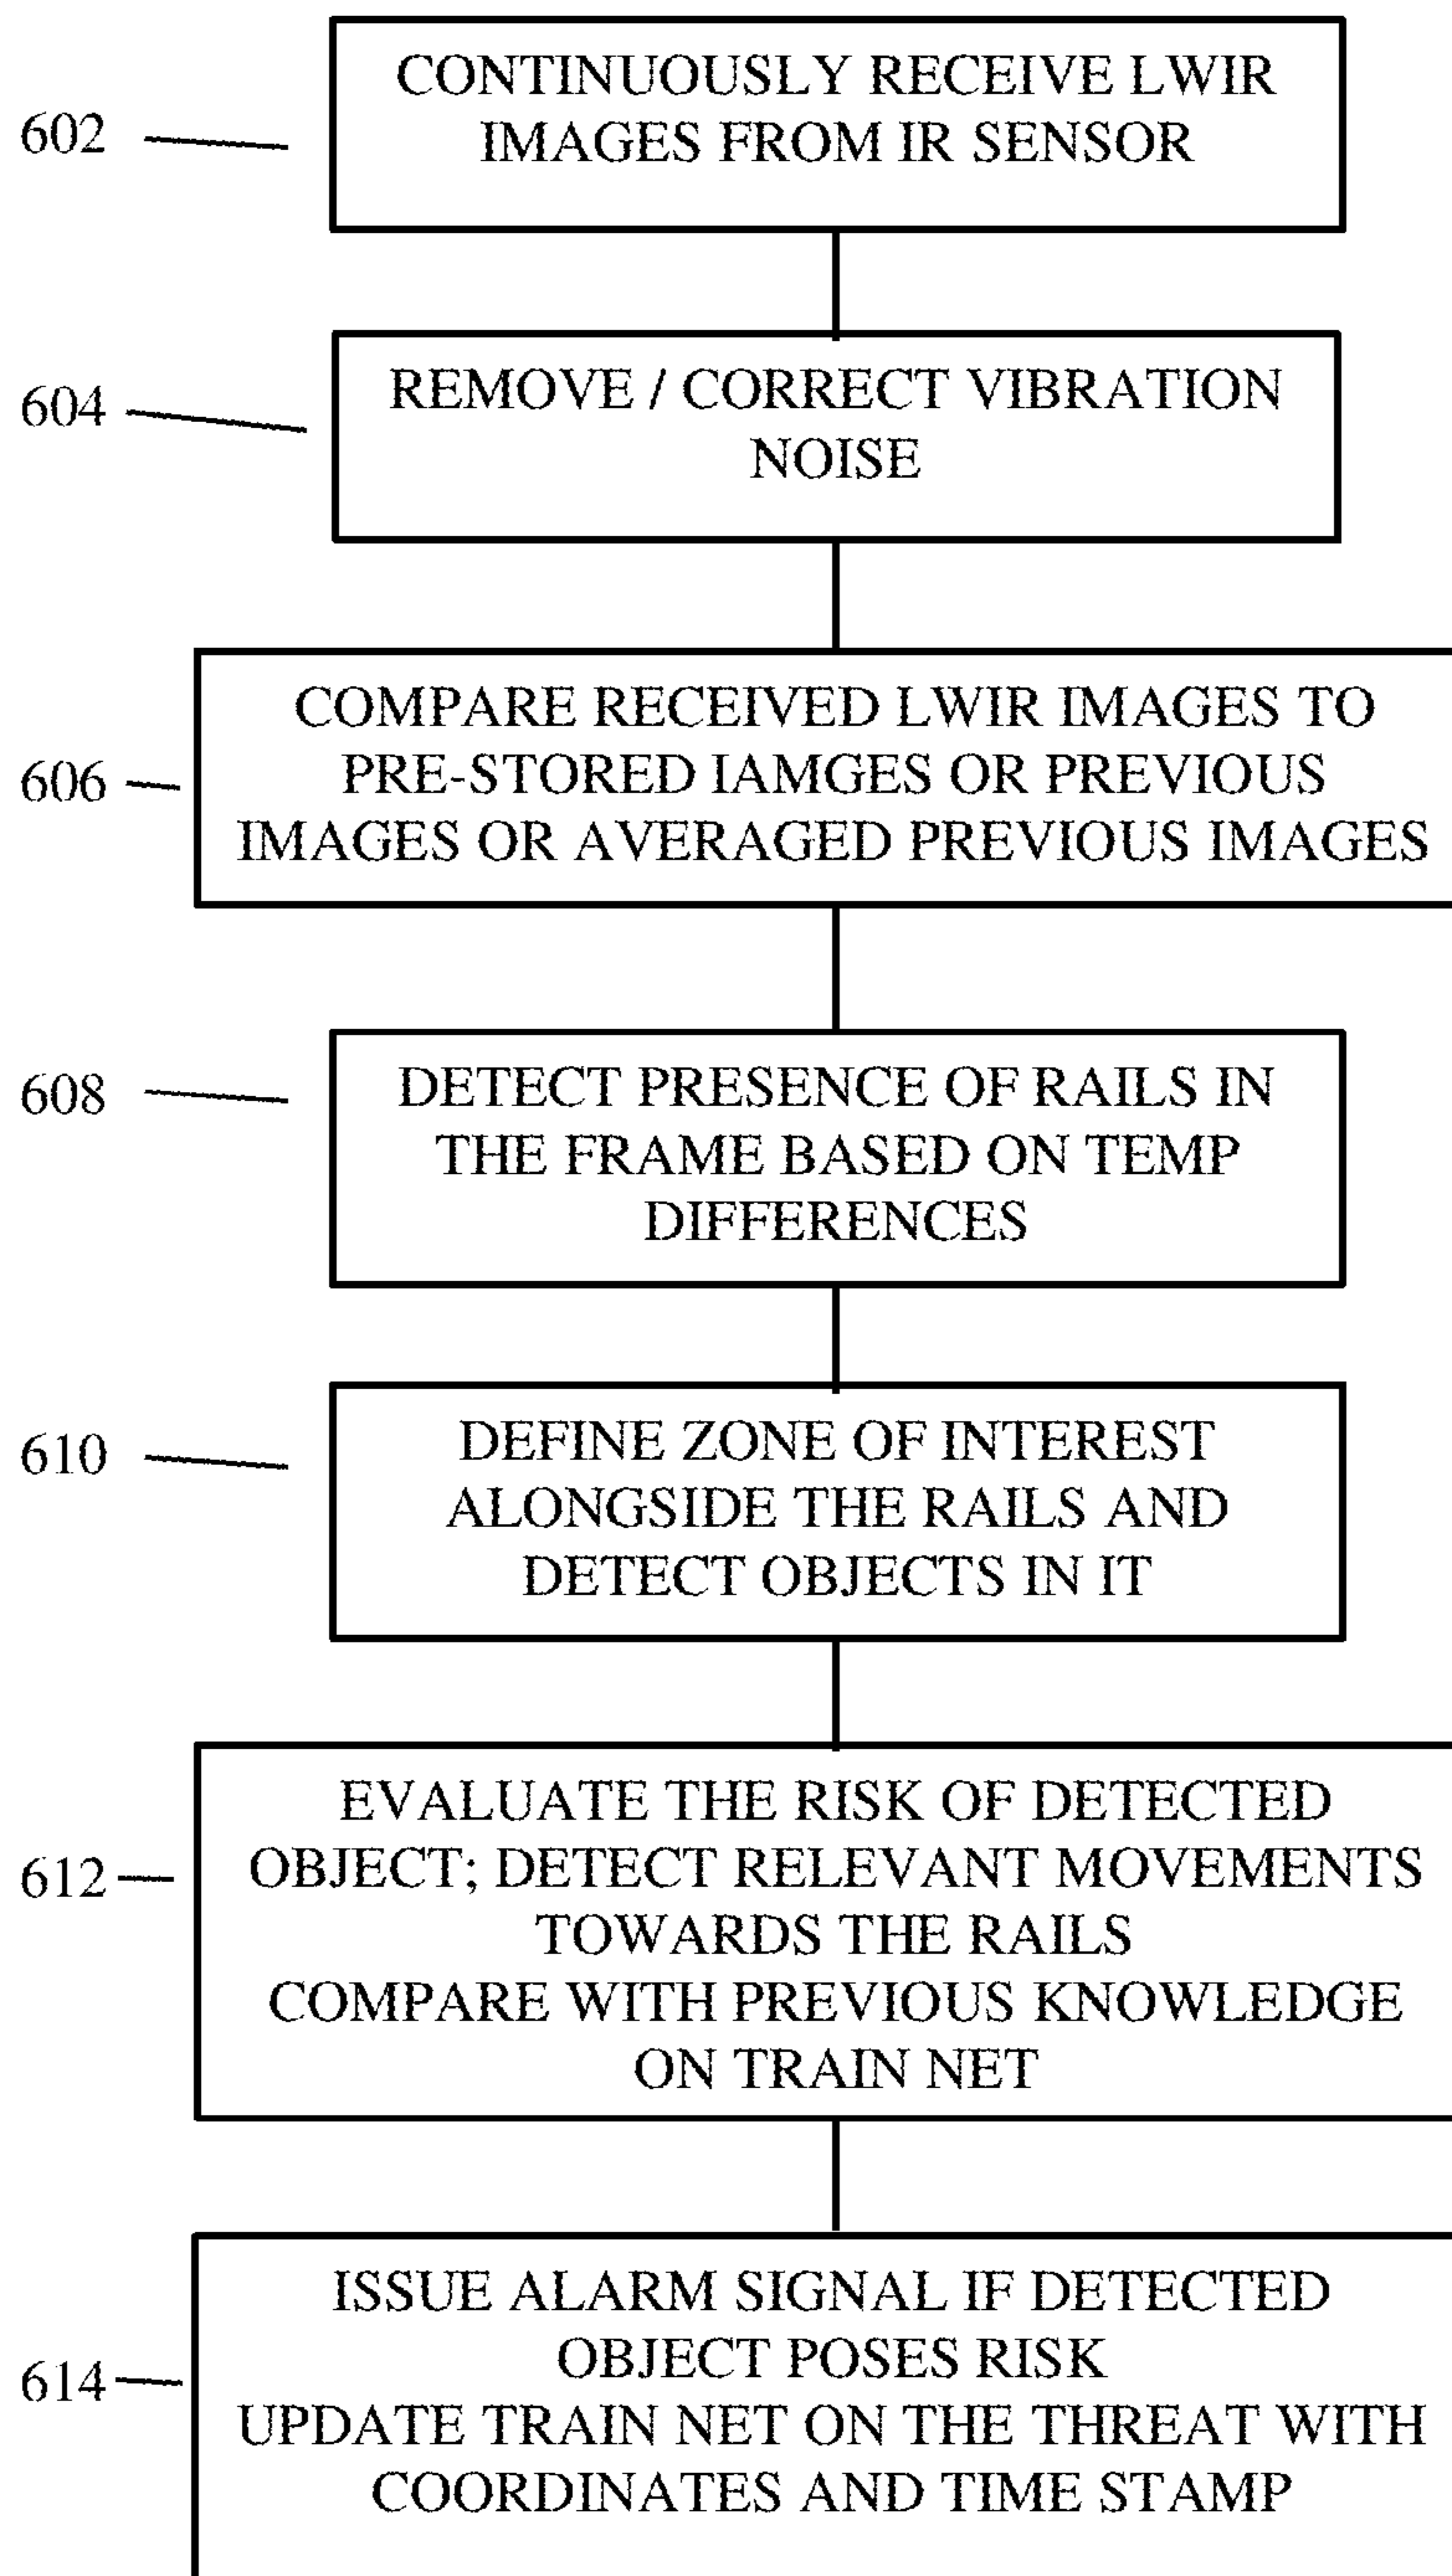 CONTINUOUSLY RECEIVE LWIR
IMAGES FROM IR SENSOR
602
REMOVE / CORRECT VIBRATION
NOISE
604
COMPARE RECEIVED LWIR IMAGES TO
PRE-STORED IAMGES OR PREVIOUS
IMAGES OR AVERAGED PREVIOUS IMAGES
606
DETECT PRESENCE OF RAILS IN
THE FRAME BASED ON TEMP
DIFFERENCES
608
DEFINE ZONE OF INTEREST
ALONGSIDE THE RAILS AND
DETECT OBJECTS IN IT
610
EVALUATE THE RISK OF DETECTED
OBJECT; DETECT RELEVANT MOVEMENTS
TOWARDS THE RAILS
COMPARE WITH PREVIOUS KNOWLEDGE
ON TRAIN NET
612
ISSUE ALARM SIGNAL IF DETECTED
OBJECT POSES RISK
UPDATE TRAIN NET ON THE THREAT WITH
COORDINATES AND TIME STAMP
614